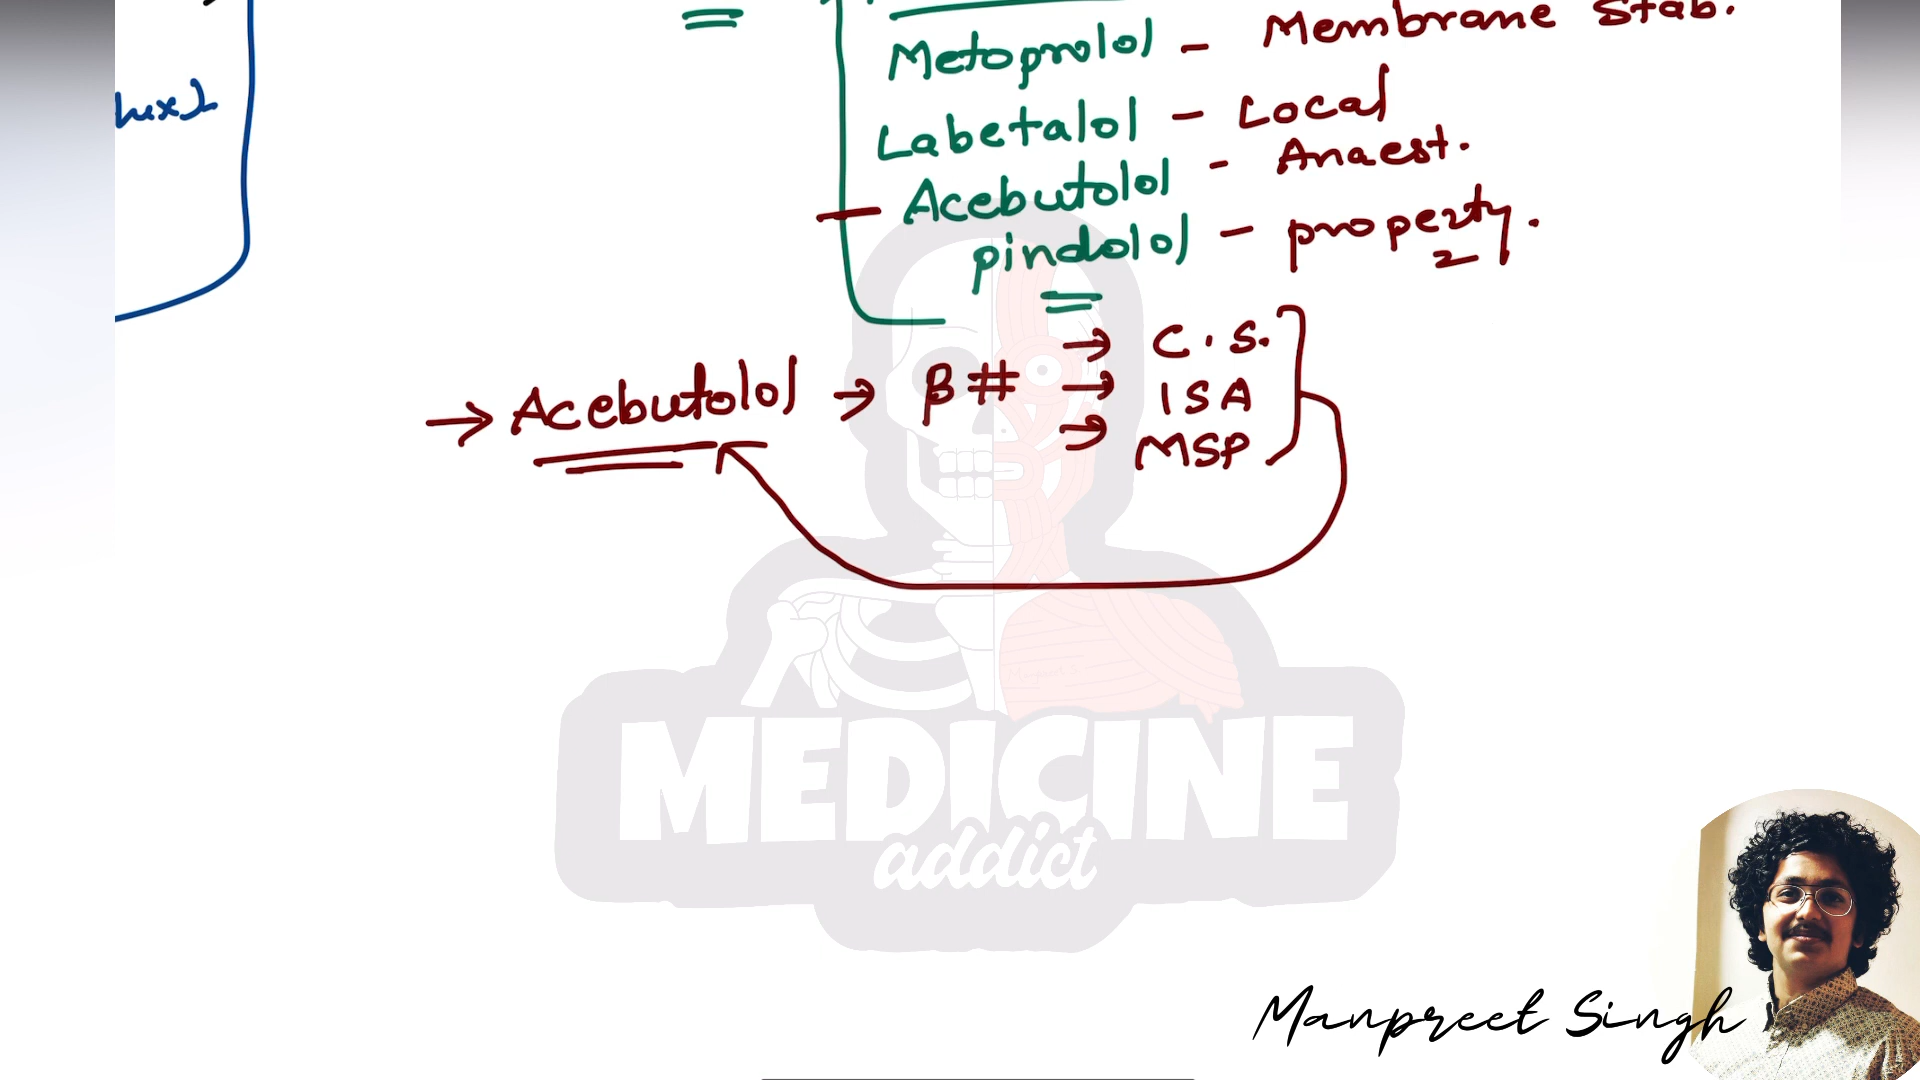 Metoprolol - Membrane Stab.
Labetalol - Local
Acebutolol - Anaest.
pindolol - property.
→ Acebutolol → β # → C.S.
→ ISA
→ MSP
MEDICINE
addict
Manpreet Singh